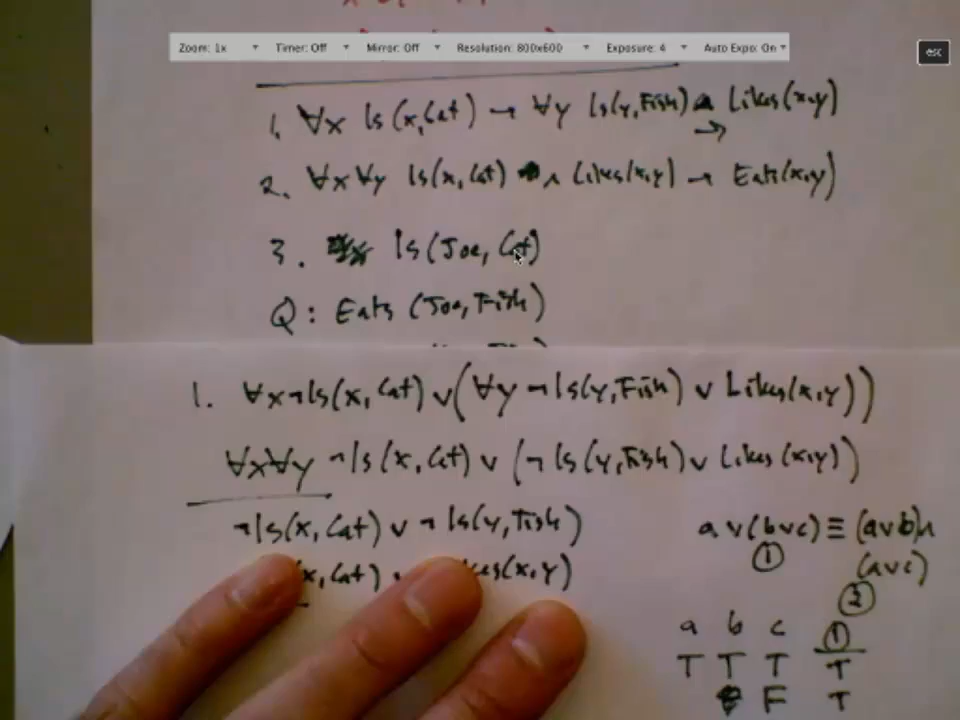 Zoom: 1x Timer: Off Mirror: Off Resolution: 800x600 Exposure: 4 Auto Expo: On
esc
1. ∀x Is(x,Cat) → ∀y Is(y,Fish) → Likes(x,y)
2. ∀x∀y Is(x,Cat) ∧ Likes(x,y) → Eats(x,y)
3. Is(Joe, Cat)
Q: Eats (Joe, Fish)
1. ∀x¬Is(x, Cat) ∨ (∀y ¬Is(y,Fish) ∨ Likes(x,y))
∀x∀y ¬Is(x, Cat) ∨ (¬Is(y,Fish) ∨ Likes(x,y))
¬Is(x, Cat) ∨ ¬Is(y,Fish)
x, Cat) kes(x,y)
a ∨ (b∨c) ≡ (a∨b)∧
① (a∨c)
②
a b c ①
T T T T
F T